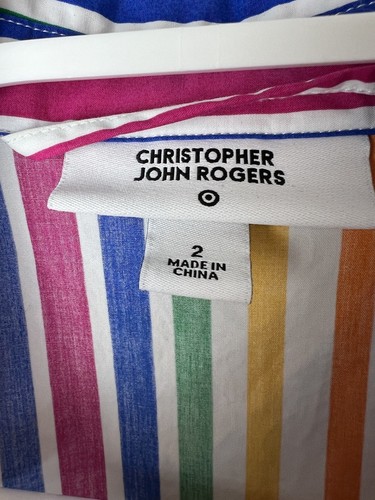 CHRISTOPHER
JOHN ROGERS
2
MADE IN
CHINA